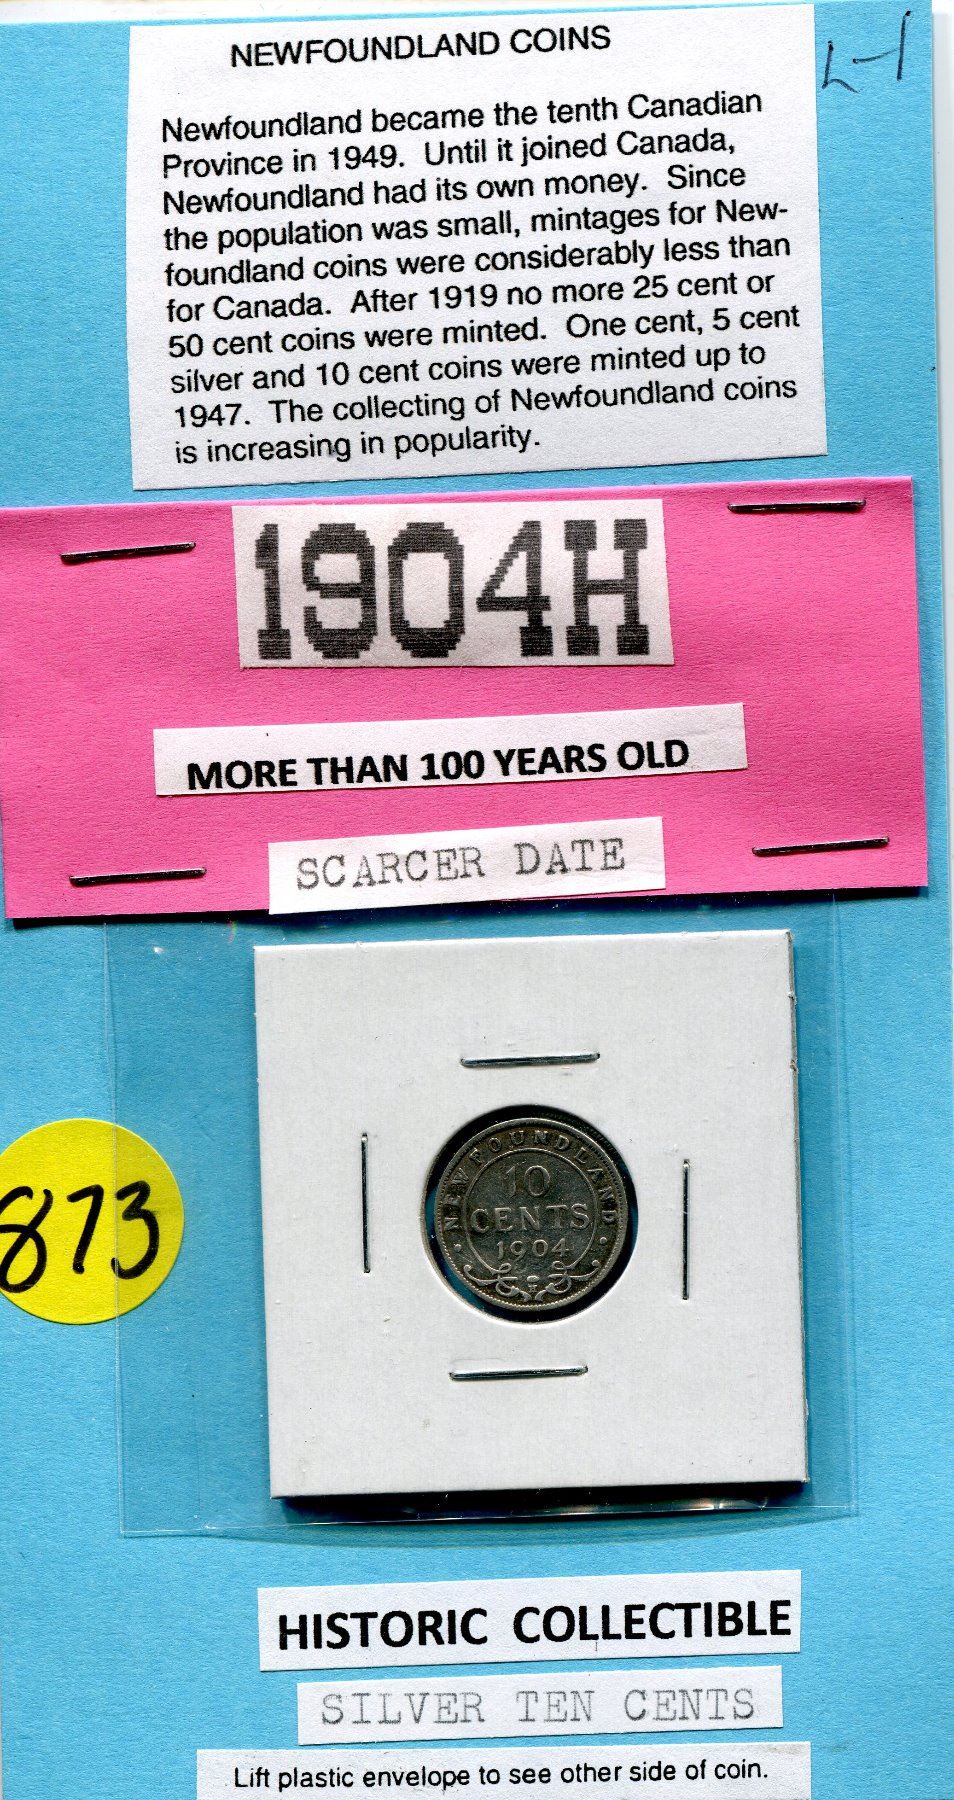 NEWFOUNDLAND COINS
L-1
Newfoundland became the tenth Canadian
Province in 1949.  Until it joined Canada,
Newfoundland had its own money.  Since
the population was small, mintages for New-
foundland coins were considerably less than
for Canada.  After 1919 no more 25 cent or
50 cent coins were minted.  One cent, 5 cent
silver and 10 cent coins were minted up to
1947.  The collecting of Newfoundland coins
is increasing in popularity.
1904H
MORE THAN 100 YEARS OLD
SCARCER DATE
873
NEWFOUNDLAND
10
CENTS
1904
H
HISTORIC COLLECTIBLE
SILVER TEN CENTS
Lift plastic envelope to see other side of coin.